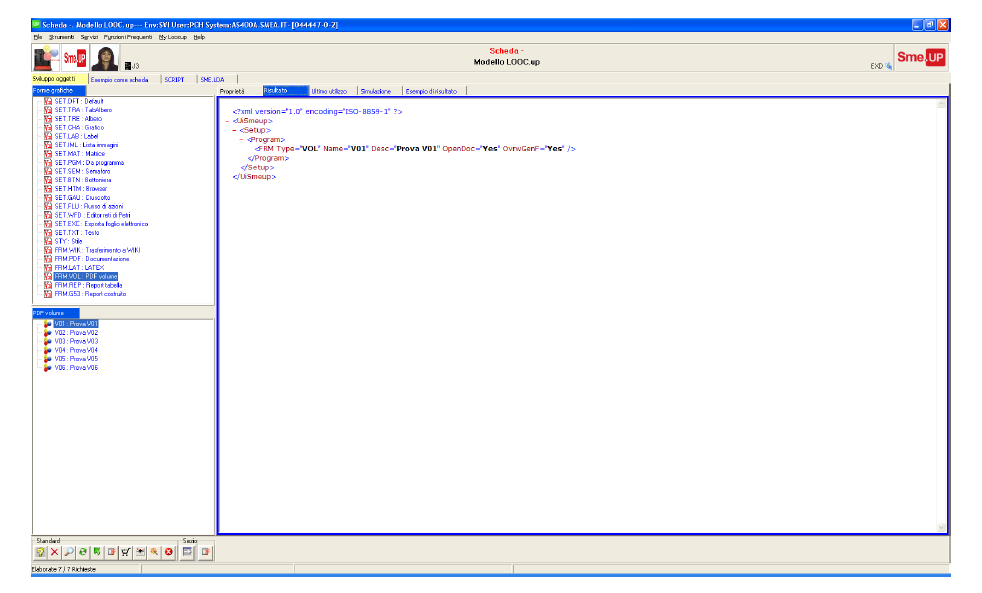 Scheda - . Modello LOOC.up--- Env:SVI User:PCH System:AS400A.SMEA.IT-[044447-0-2]
File Strumenti Servizi Funzioni Frequenti My Looc.up Help
Sme.UP
J3
Scheda -
Modello LOOC.up
EXD
Sme.UP
Sviluppo oggetti Esempio come scheda SCRIPT SME.LOA
Forme grafiche
SET.DFT : Default
SET.TRA : TabAlbero
SET.TRE : Albero
SET.CHA : Grafico
SET.LAB : Label
SET.IML : Lista immagini
SET.MAT : Matrice
SET.PGM : Da programma
SET.SEM : Semaforo
SET.BTN : Bottoniera
SET.HTM : Browser
SET.GAU : Cruscotto
SET.FLU : Flusso di azioni
SET.WFD : Editor reti di Petri
SET.EXC : Esporta foglio elettronico
SET.TXT : Testo
STY : Stile
FRM.WIK : Trasferimento a WIKI
FRM.PDF : Documentazione
FRM.LAT : LATEX
FRM.VOL : PDF volume
FRM.REP : Report tabella
FRM.G53 : Report costruito
PDF volume
V01 : Prova V01
V02 : Prova V02
V03 : Prova V03
V04 : Prova V04
V05 : Prova V05
V06 : Prova V06
Proprietà Risultato Ultimo utilizzo Simulazione Esempio di risultato
<?xml version="1.0" encoding="ISO-8859-1" ?>
- <UiSmeup>
- <Setup>
- <Program>
<FRM Type="VOL" Name="V01" Desc="Prova V01" OpenDoc="Yes" OvrwGenF="Yes" />
</Program>
</Setup>
</UiSmeup>
Standard Sezio
Elaborate 7 / 7 Richieste